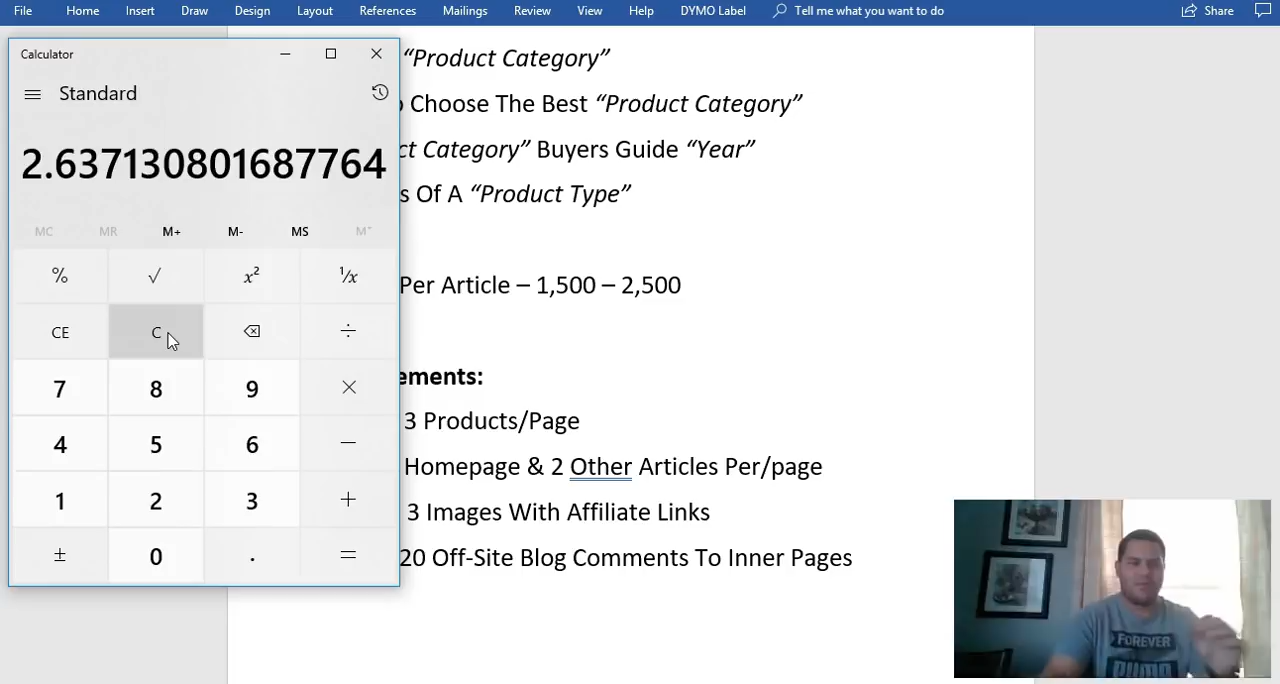 File Home Insert Draw Design Layout References Mailings Review View Help DYMO Label Tell me what you want to do Share
Calculator
Standard
2.637130801687764
MC MR M+ M- MS M˅
% √ x² ¹/x
CE C ÷
7 8 9 ×
4 5 6 −
1 2 3 +
± 0 . =
“Product Category”
Choose The Best “Product Category”
Category” Buyers Guide “Year”
Of A “Product Type”
Per Article – 1,500 – 2,500
3 Products/Page
Homepage & 2 Other Articles Per/page
3 Images With Affiliate Links
20 Off-Site Blog Comments To Inner Pages
FOREVER
PUMA